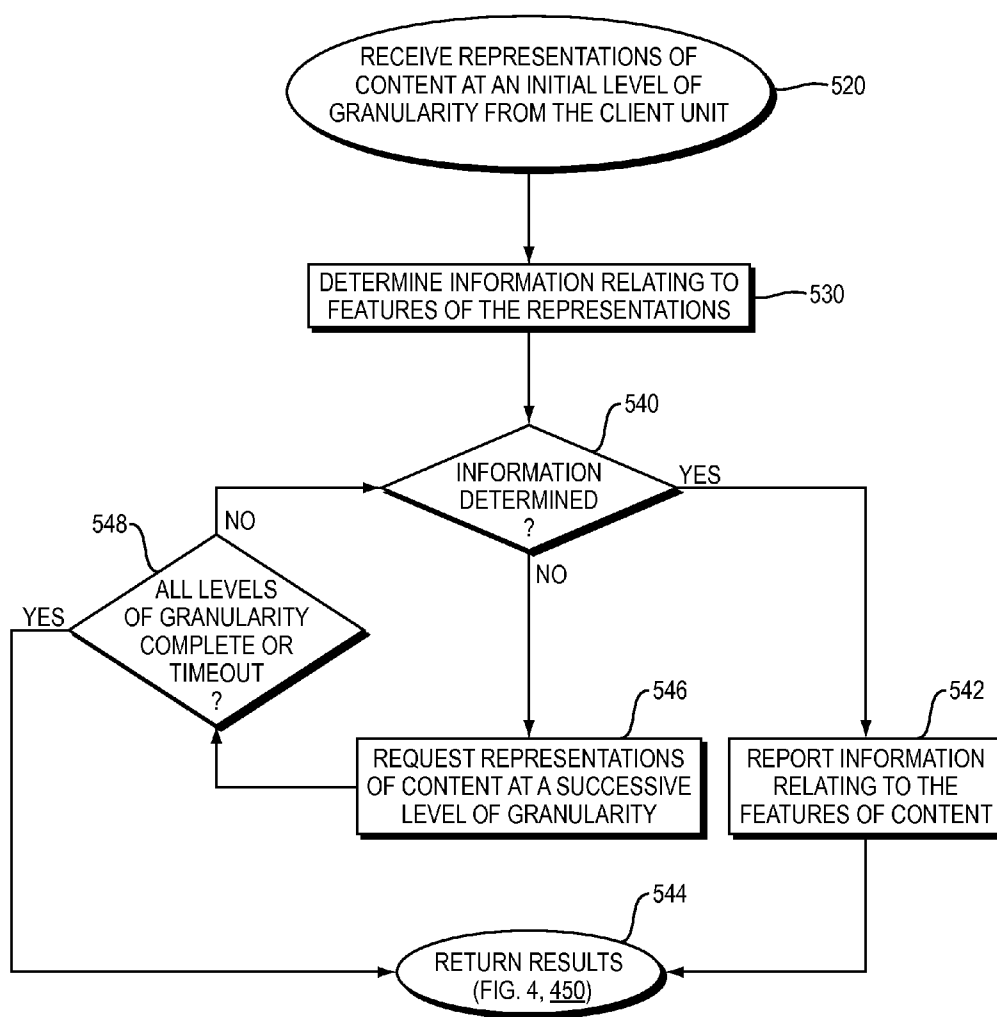 RECEIVE REPRESENTATIONS OF
CONTENT AT AN INITIAL LEVEL OF
GRANULARITY FROM THE CLIENT UNIT
520
DETERMINE INFORMATION RELATING TO
FEATURES OF THE REPRESENTATIONS
530
540
INFORMATION
DETERMINED
?
YES
NO
548
NO
ALL LEVELS
OF GRANULARITY
COMPLETE OR
TIMEOUT
?
YES
546
REQUEST REPRESENTATIONS
OF CONTENT AT A SUCCESSIVE
LEVEL OF GRANULARITY
542
REPORT INFORMATION
RELATING TO THE
FEATURES OF CONTENT
544
RETURN RESULTS
(FIG. 4, 450)